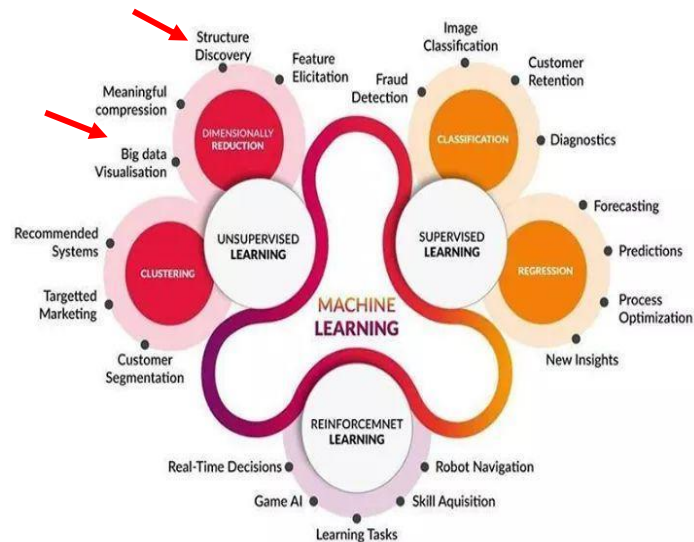 Structure
Discovery
Feature
Elicitation
Meaningful
compression
Big data
Visualisation
DIMENSIONALLY
REDUCTION
UNSUPERVISED
LEARNING
Recommended
Systems
Targetted
Marketing
Customer
Segmentation
CLUSTERING
Image
Classification
Customer
Retention
Fraud
Detection
Diagnostics
CLASSIFICATION
SUPERVISED
LEARNING
Forecasting
Predictions
Process
Optimization
New Insights
REGRESSION
MACHINE
LEARNING
REINFORCEMNET
LEARNING
Real-Time Decisions
Robot Navigation
Game AI
Skill Aquisition
Learning Tasks